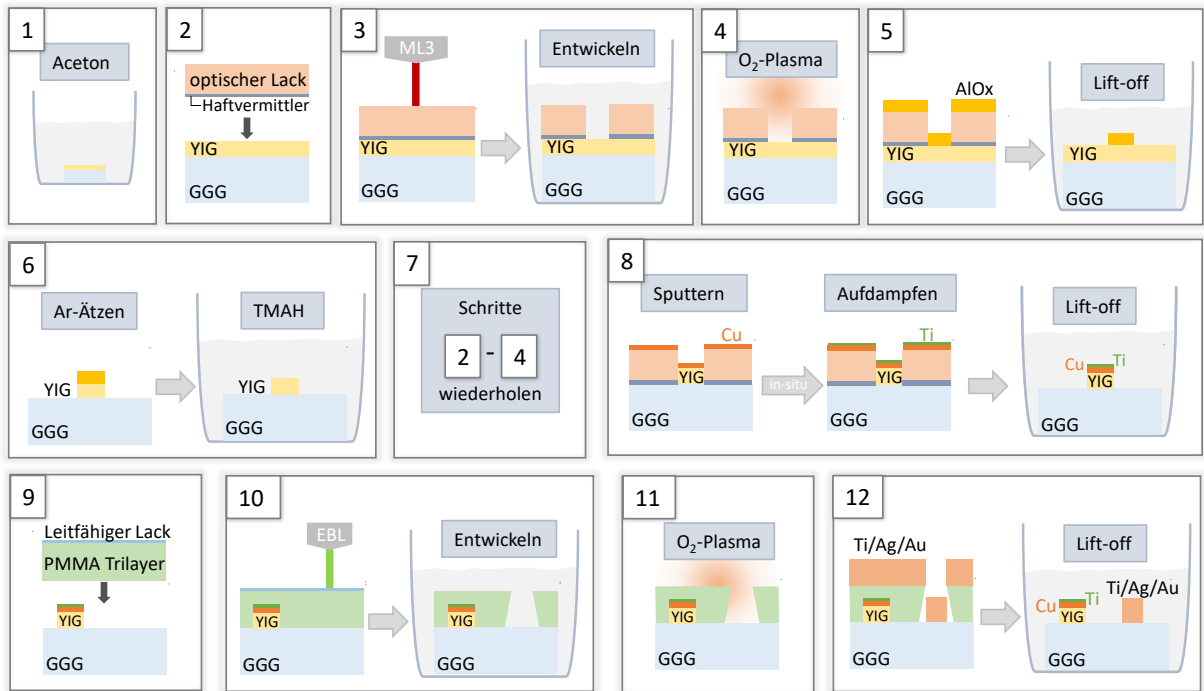 1
Aceton
2
optischer Lack
Haftvermittler
YIG
GGG
3
ML3
YIG
GGG
Entwickeln
YIG
GGG
4
O₂-Plasma
YIG
GGG
5
AlOx
YIG
GGG
Lift-off
YIG
GGG
6
Ar-Ätzen
YIG
GGG
TMAH
YIG
GGG
7
Schritte
2 - 4
wiederholen
8
Sputtern
Cu
YIG
GGG
in-situ
Aufdampfen
Ti
YIG
GGG
Lift-off
Cu Ti
YIG
GGG
9
Leitfähiger Lack
PMMA Trilayer
YIG
GGG
10
EBL
YIG
GGG
Entwickeln
YIG
GGG
11
O₂-Plasma
YIG
GGG
12
Ti/Ag/Au
YIG
GGG
Lift-off
Ti/Ag/Au
Cu Ti
YIG
GGG